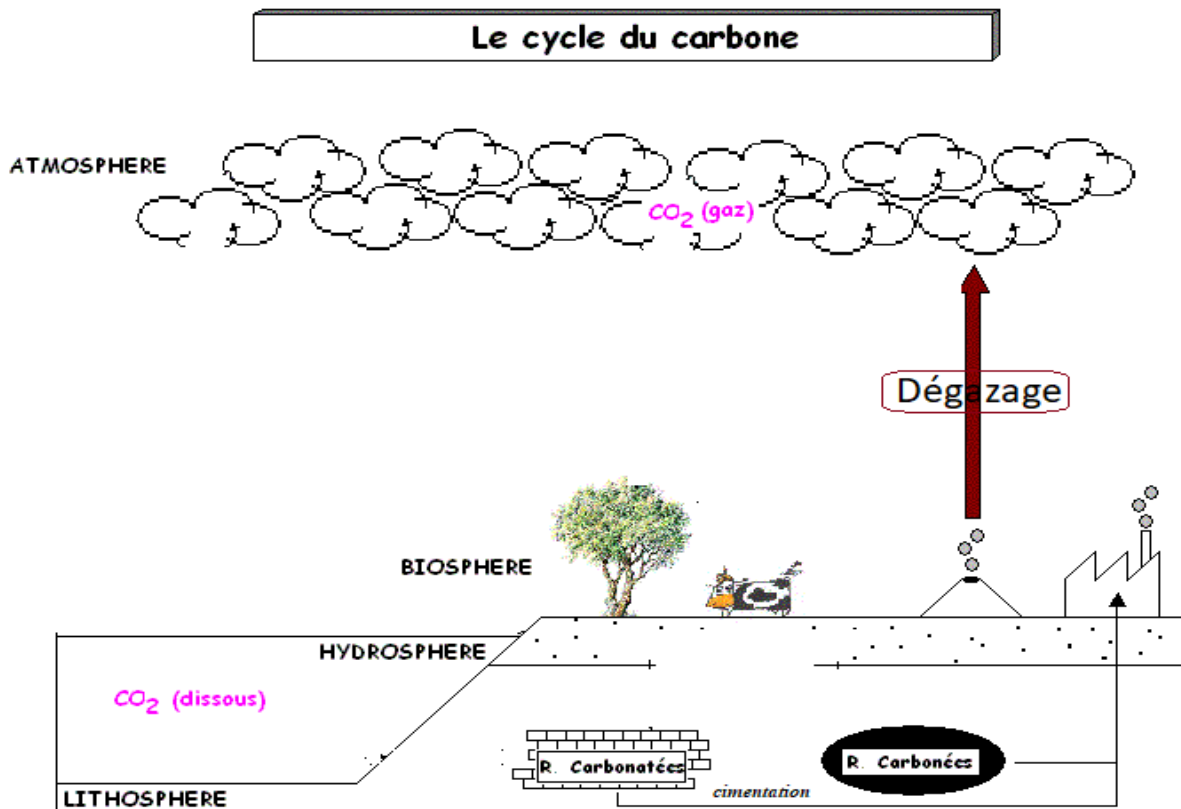 Le cycle du carbone
ATMOSPHERE
CO₂ (gaz)
Dégazage
BIOSPHERE
HYDROSPHERE
CO₂ (dissous)
R. Carbonatées
R. Carbonées
cimentation
LITHOSPHERE